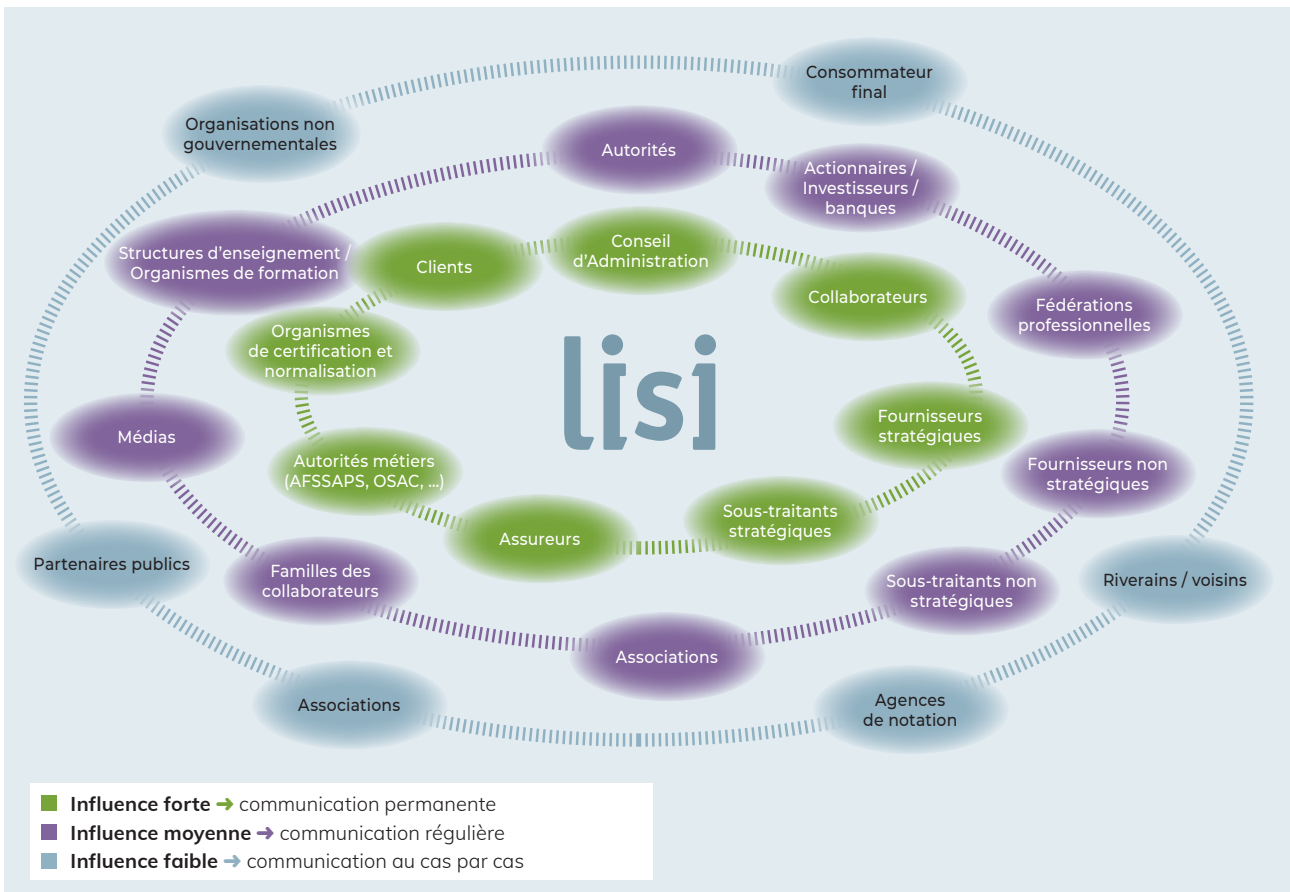 Consommateur
final
Organisations non
gouvernementales
Autorités
Actionnaires /
Investisseurs /
banques
Structures d'enseignement /
Organismes de formation
Clients
Conseil
d'Administration
Collaborateurs
Fédérations
professionnelles
Organismes
de certification et
normalisation
lisi
Médias
Autorités métiers
(AFSSAPS, OSAC, ...)
Fournisseurs
stratégiques
Fournisseurs non
stratégiques
Assureurs
Sous-traitants
stratégiques
Partenaires publics
Familles des
collaborateurs
Sous-traitants non
stratégiques
Riverains / voisins
Associations
Associations
Agences
de notation
Influence forte ➜ communication permanente
Influence moyenne ➜ communication régulière
Influence faible ➜ communication au cas par cas